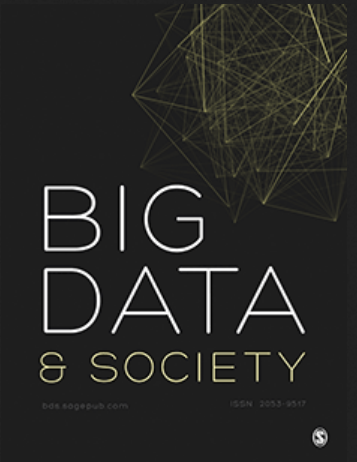 BIG
DATA
& SOCIETY
bds.sagepub.com ISSN 2053-9517